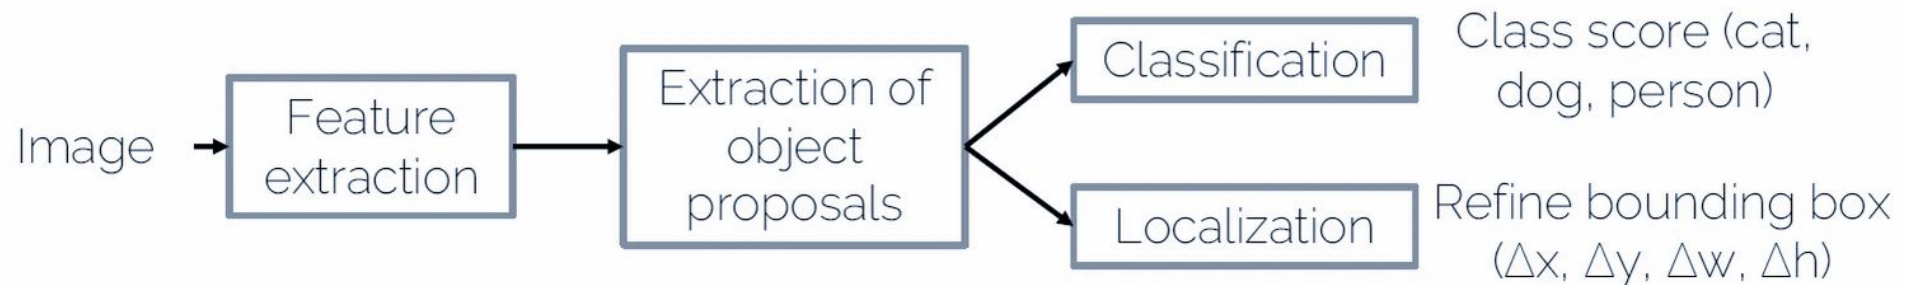 Image
Feature
extraction
Extraction of
object
proposals
Classification
Class score (cat,
dog, person)
Localization
Refine bounding box
(Δx, Δy, Δw, Δh)